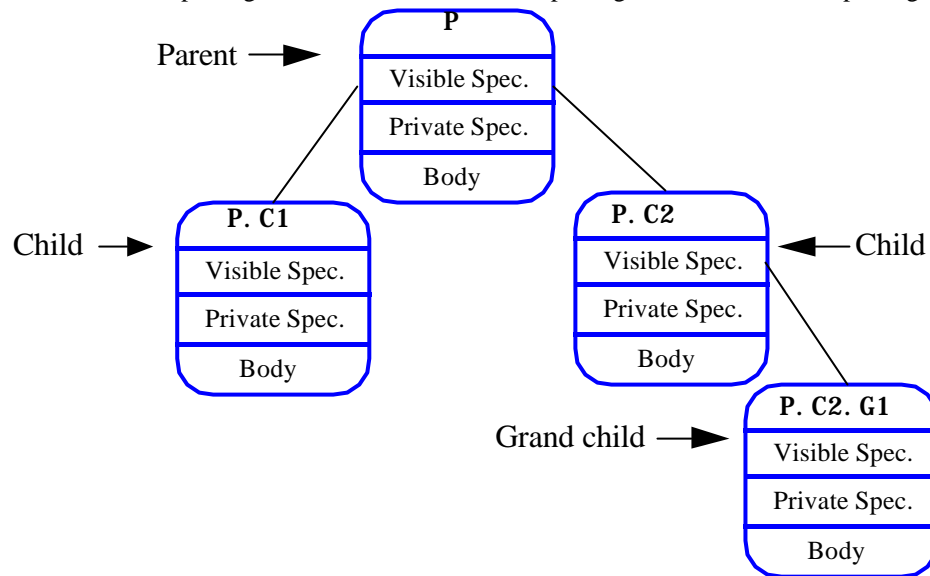 P
Parent
Visible Spec.
Private Spec.
Body
P. C1
P. C2
Child
Child
Visible Spec.
Visible Spec.
Private Spec.
Private Spec.
Body
Body
P. C2. G1
Grand child
Visible Spec.
Private Spec.
Body